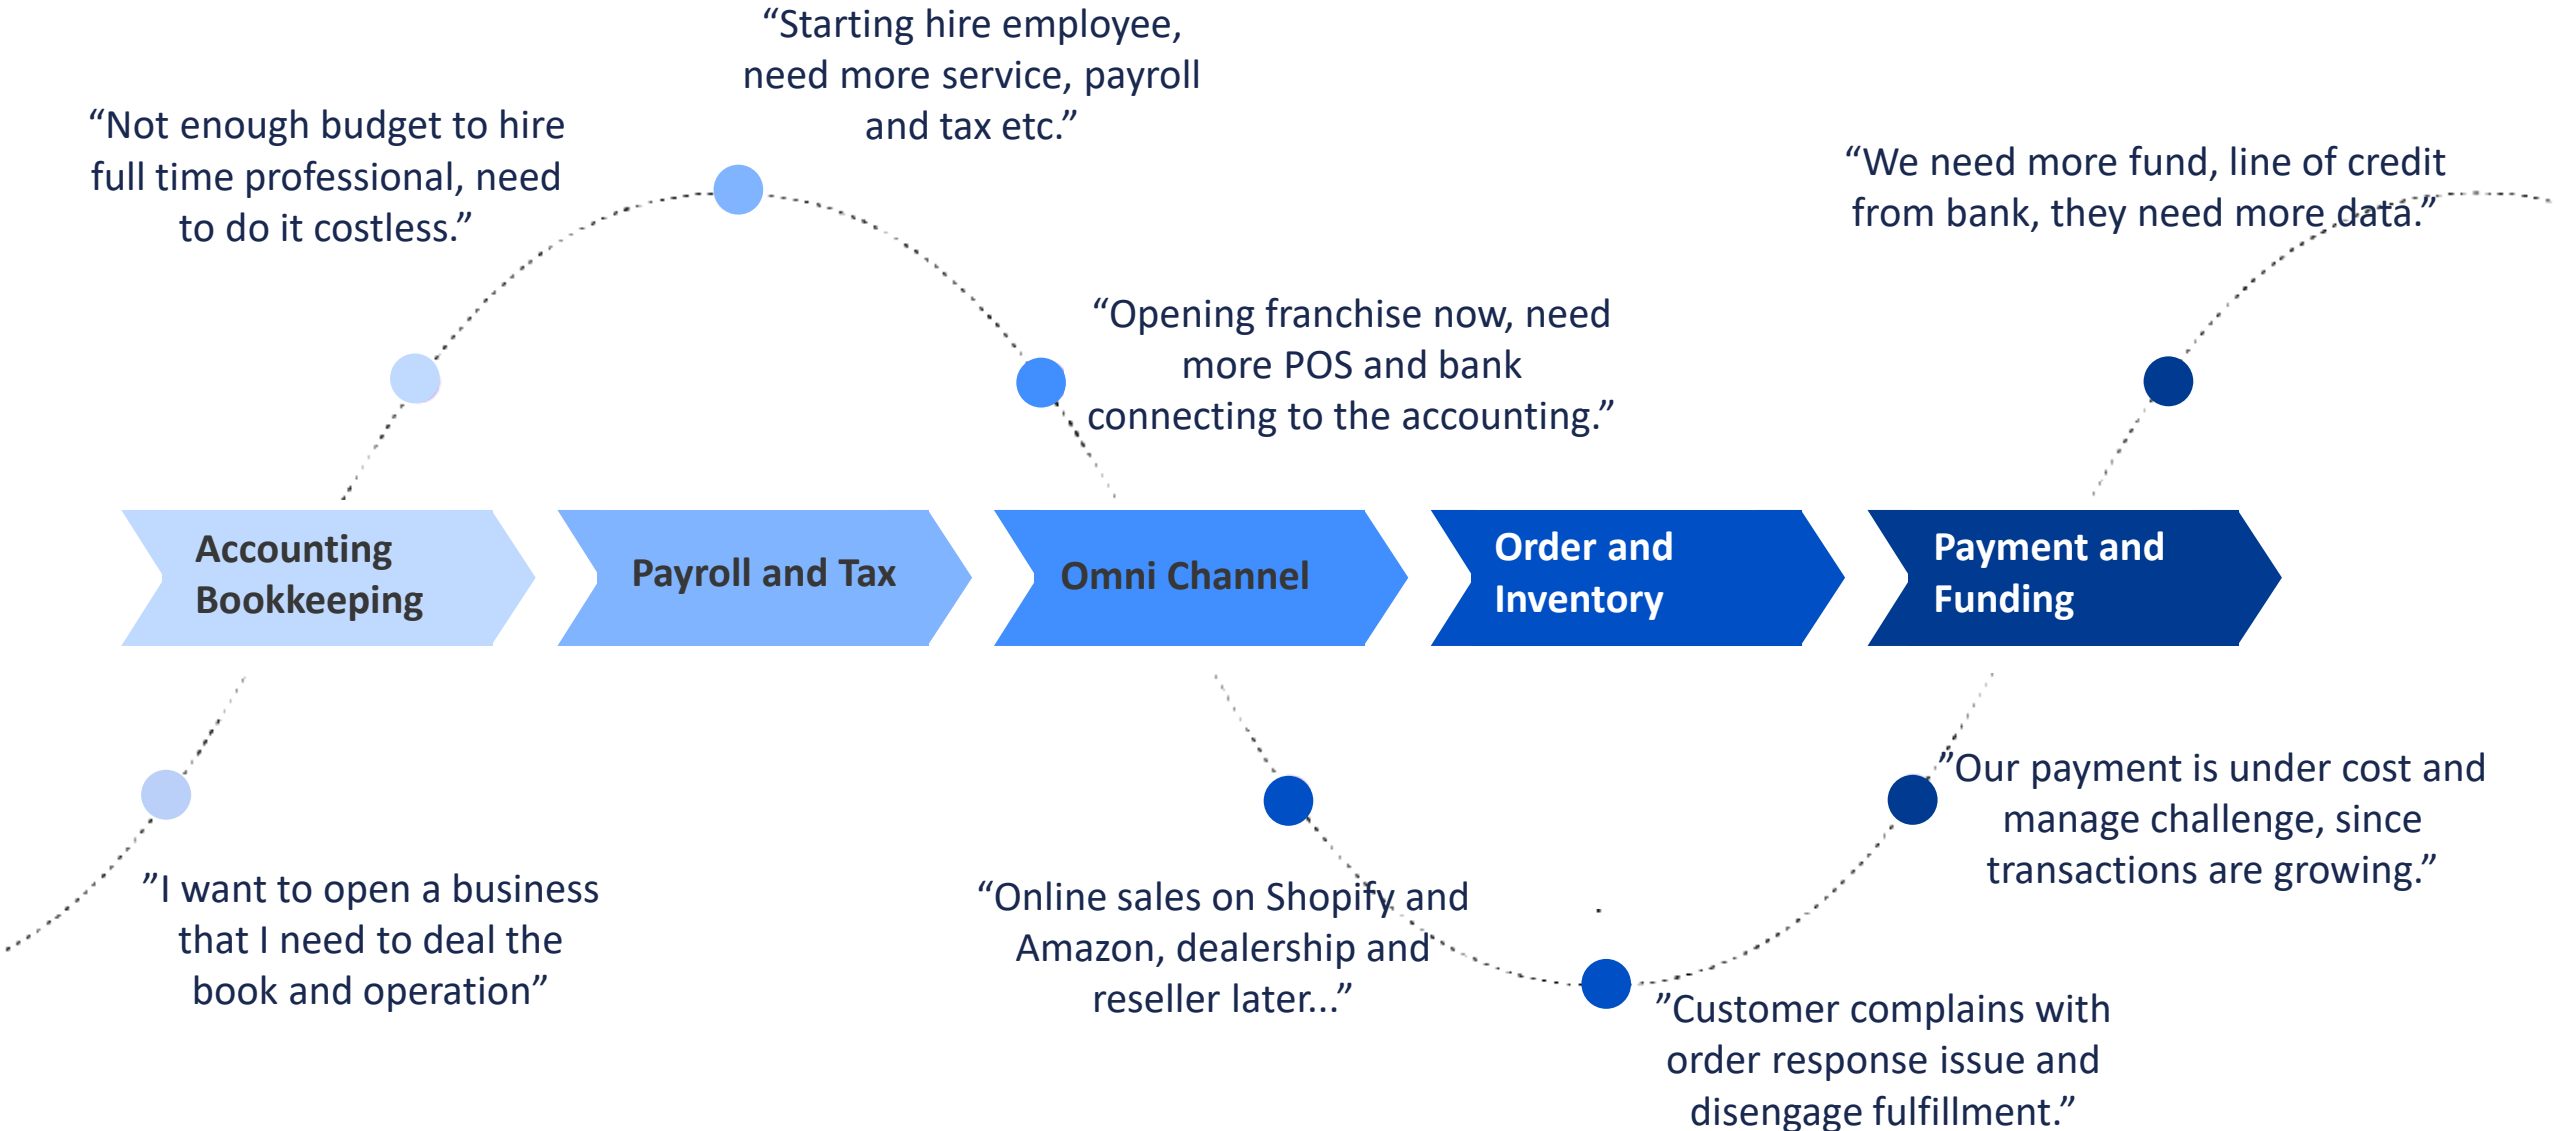 “Starting hire employee,
need more service, payroll
and tax etc.”
“Not enough budget to hire
full time professional, need
to do it costless.”
“We need more fund, line of credit
from bank, they need more data.”
“Opening franchise now, need
more POS and bank
connecting to the accounting.”
Accounting
Bookkeeping
Payroll and Tax
Omni Channel
Order and
Inventory
Payment and
Funding
”I want to open a business
that I need to deal the
book and operation”
“Online sales on Shopify and
Amazon, dealership and
reseller later...”
”Our payment is under cost and
manage challenge, since
transactions are growing.”
”Customer complains with
order response issue and
disengage fulfillment.”